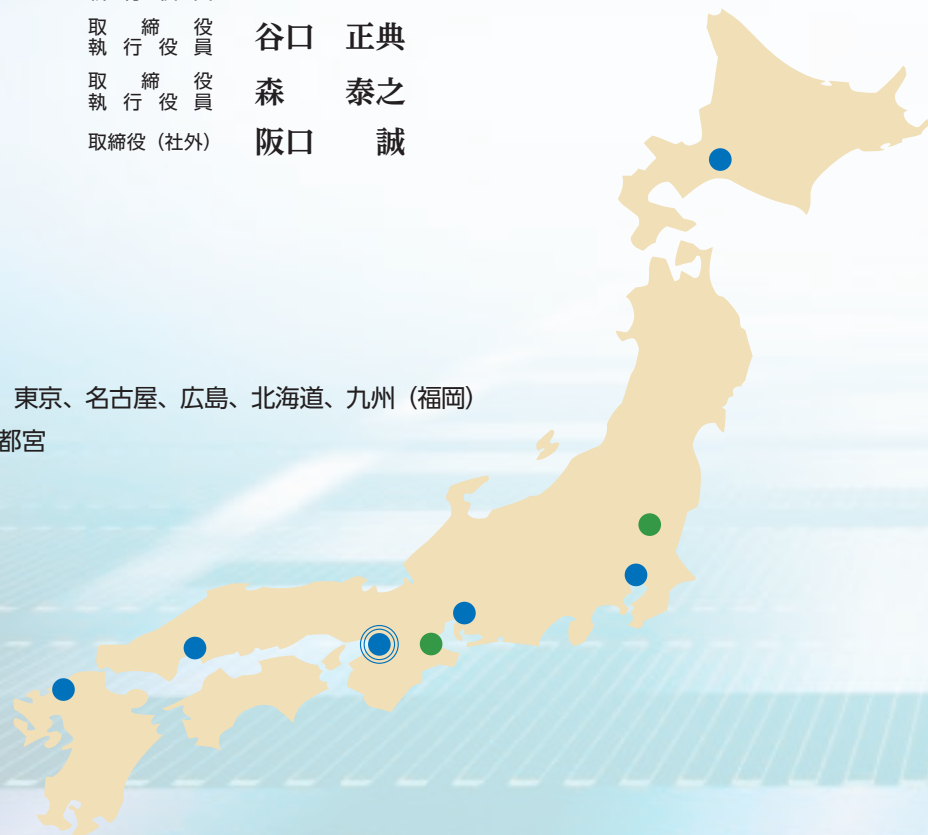 取締役
執行役員 谷口 正典
取締役
執行役員 森 泰之
取締役（社外） 阪口 誠
東京、名古屋、広島、北海道、九州（福岡）
都宮